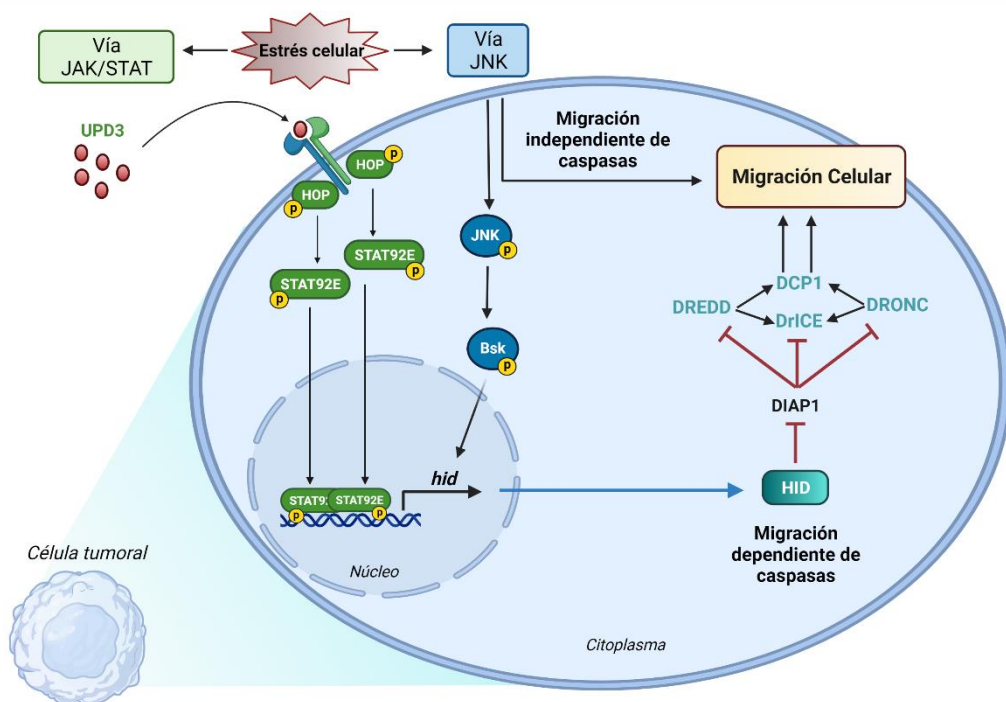 Vía
JAK/STAT
Estrés celular
Vía
JNK
UPD3
HOP
p
HOP
p
STAT92E
p
STAT92E
p
JNK
p
Bsk
p
Migración
independiente de
caspasas
Migración Celular
DCP1
DREDD
DRONC
DrICE
DIAP1
HID
Migración
dependiente de
caspasas
hid
STAT92
STAT92E
p
p
Núcleo
Célula tumoral
Citoplasma